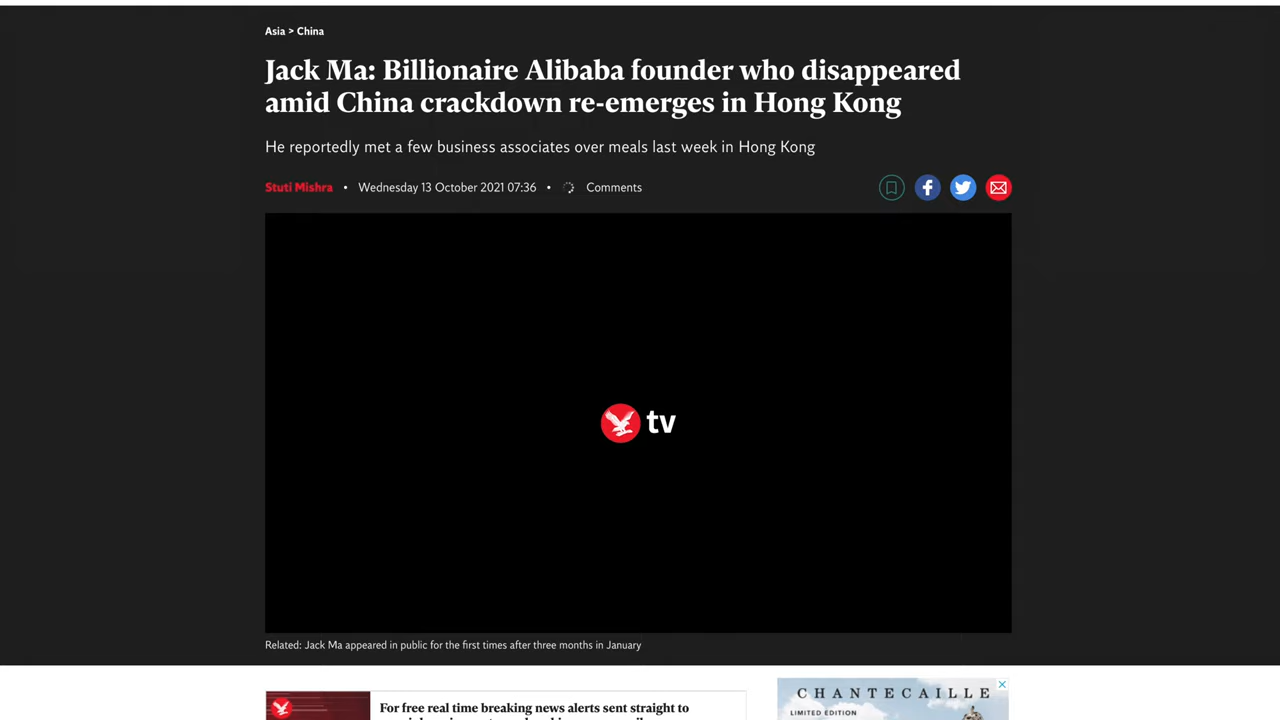 Asia > China
Jack Ma: Billionaire Alibaba founder who disappeared
amid China crackdown re-emerges in Hong Kong
He reportedly met a few business associates over meals last week in Hong Kong
Stuti Mishra • Wednesday 13 October 2021 07:36 • Comments
tv
Related: Jack Ma appeared in public for the first times after three months in January
For free real time breaking news alerts sent straight to
CHANTECAILLE
LIMITED EDITION